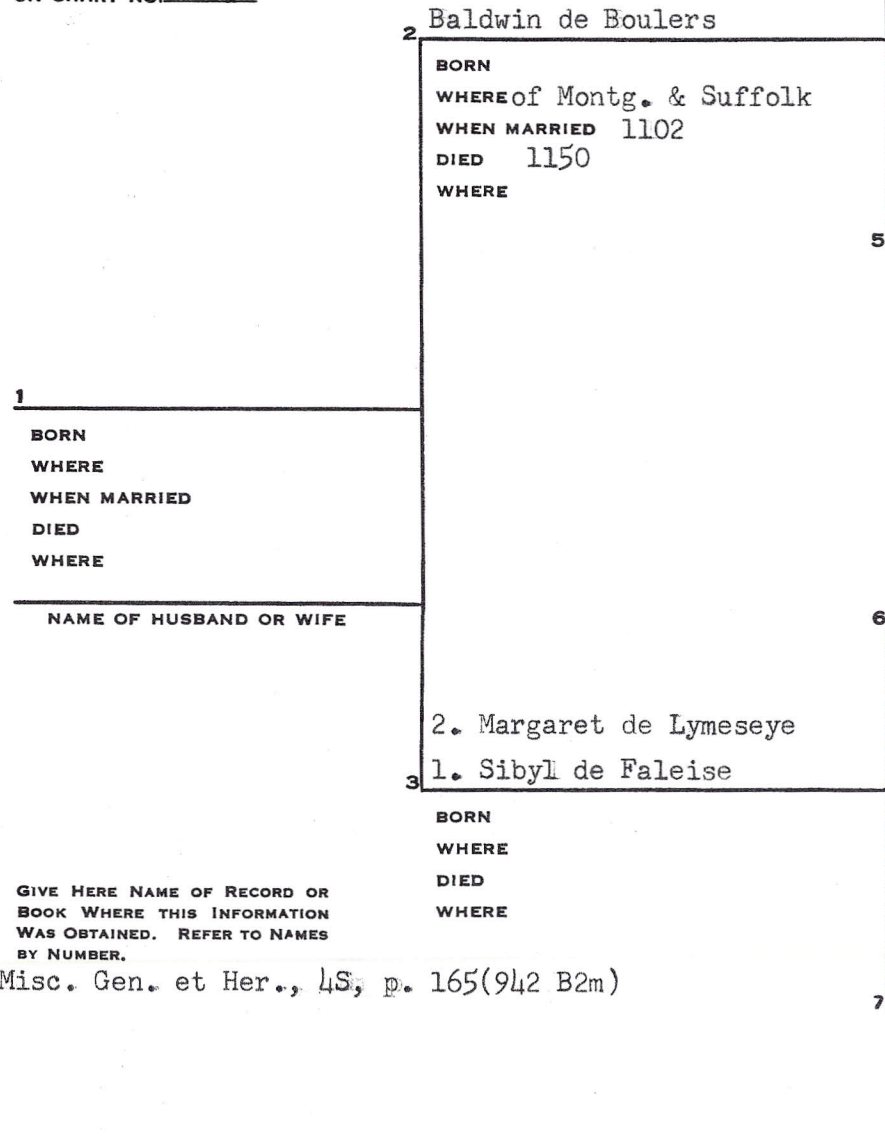 2 Baldwin de Boulers
BORN
WHERE of Montg. & Suffolk
WHEN MARRIED 1102
DIED 1150
WHERE
5
1
BORN
WHERE
WHEN MARRIED
DIED
WHERE
NAME OF HUSBAND OR WIFE
6
2. Margaret de Lymeseye
3 1. Sibyl de Faleise
BORN
WHERE
DIED
WHERE
GIVE HERE NAME OF RECORD OR
BOOK WHERE THIS INFORMATION
WAS OBTAINED. REFER TO NAMES
BY NUMBER.
Misc. Gen. et Her., 4S, p. 165(942 B2m)
7